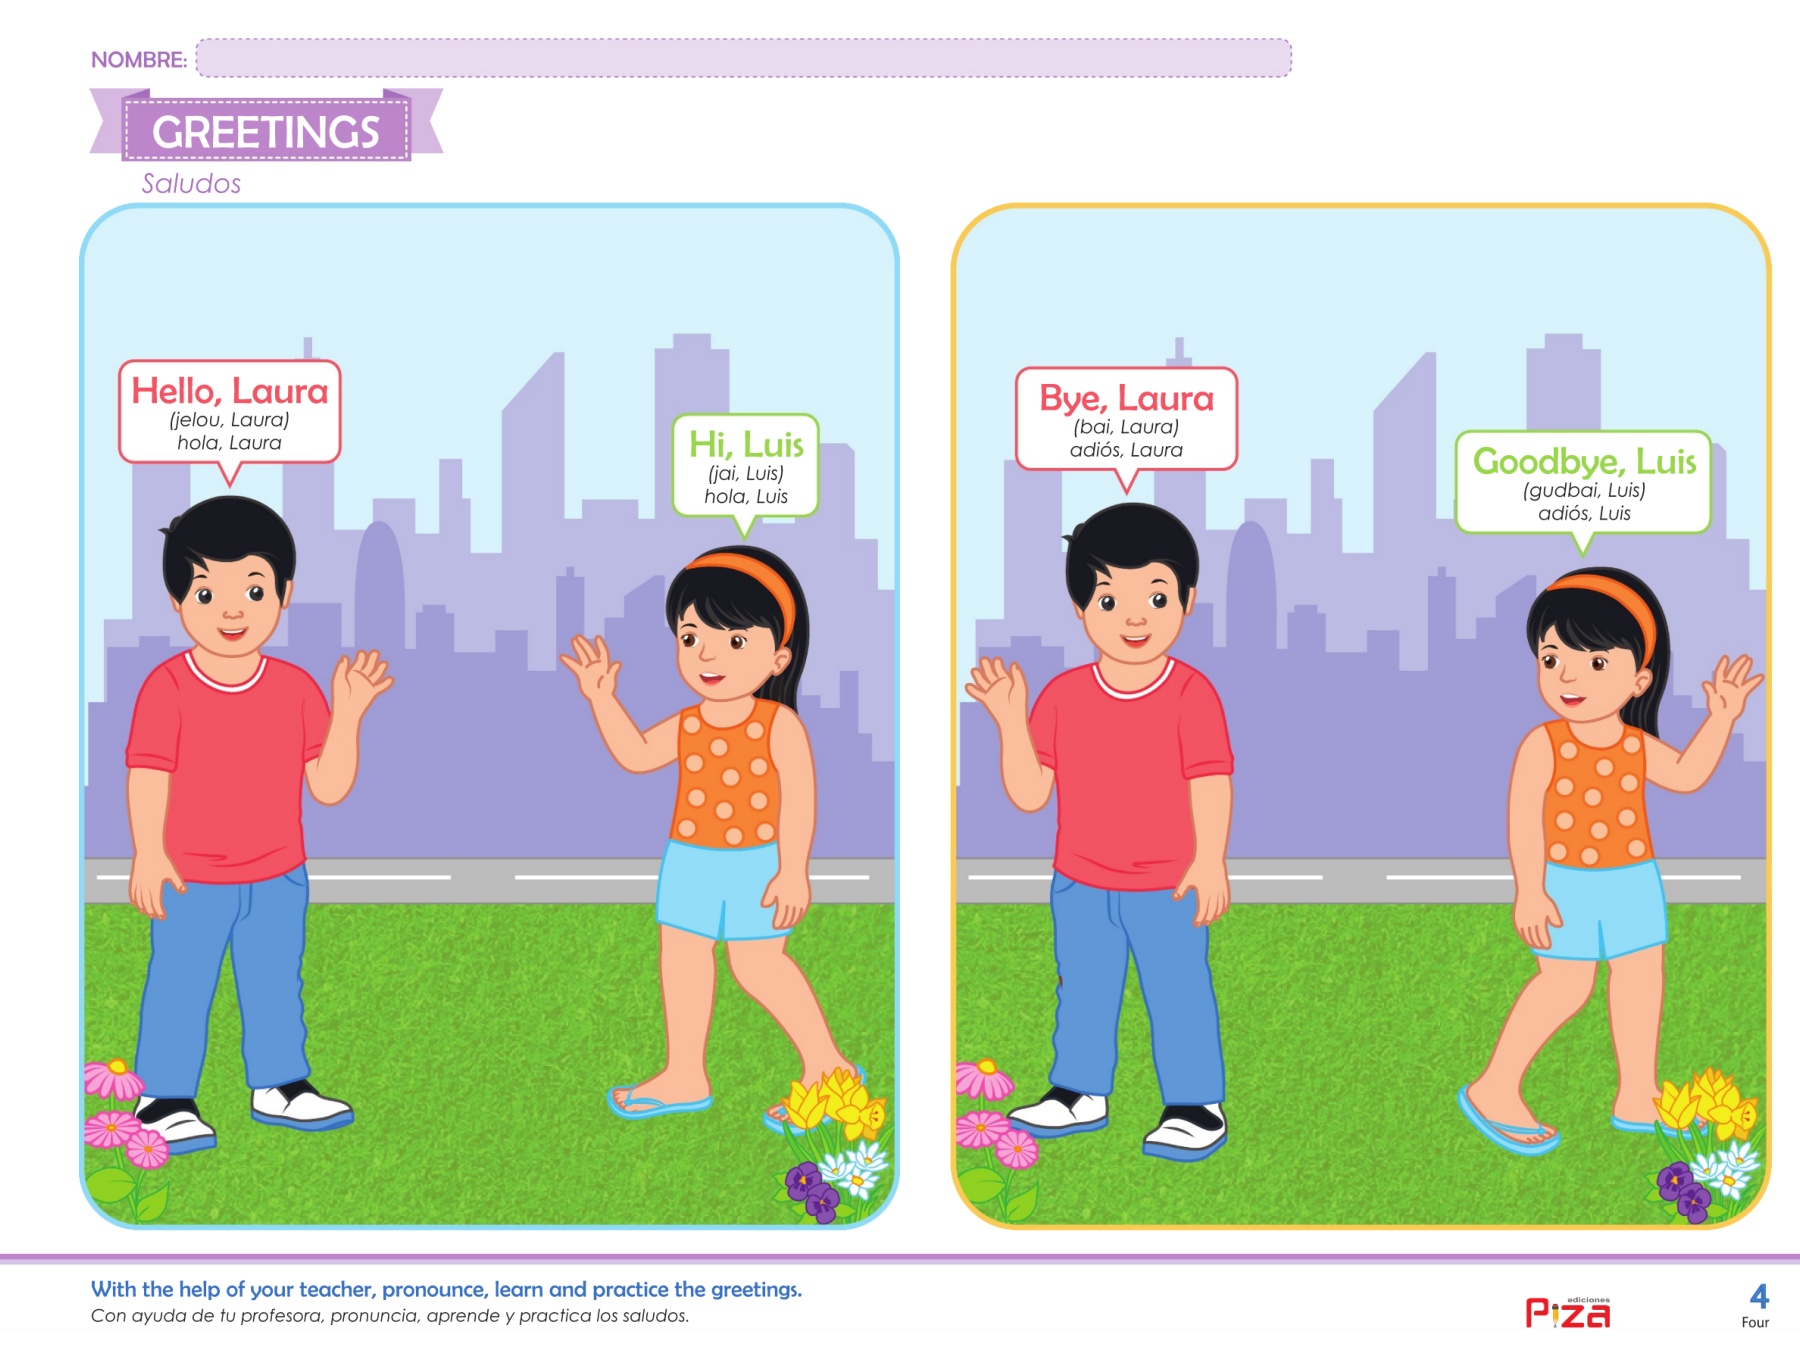 NOMBRE:
GREETINGS
Saludos
Hello, Laura
(jelou, Laura)
hola, Laura
Hi, Luis
(jai, Luis)
hola, Luis
Bye, Laura
(bai, Laura)
adiós, Laura
Goodbye, Luis
(gudbai, Luis)
adiós, Luis
With the help of your teacher, pronounce, learn and practice the greetings.
Con ayuda de tu profesora, pronuncia, aprende y practica los saludos.
ediciones
Piza
4
Four